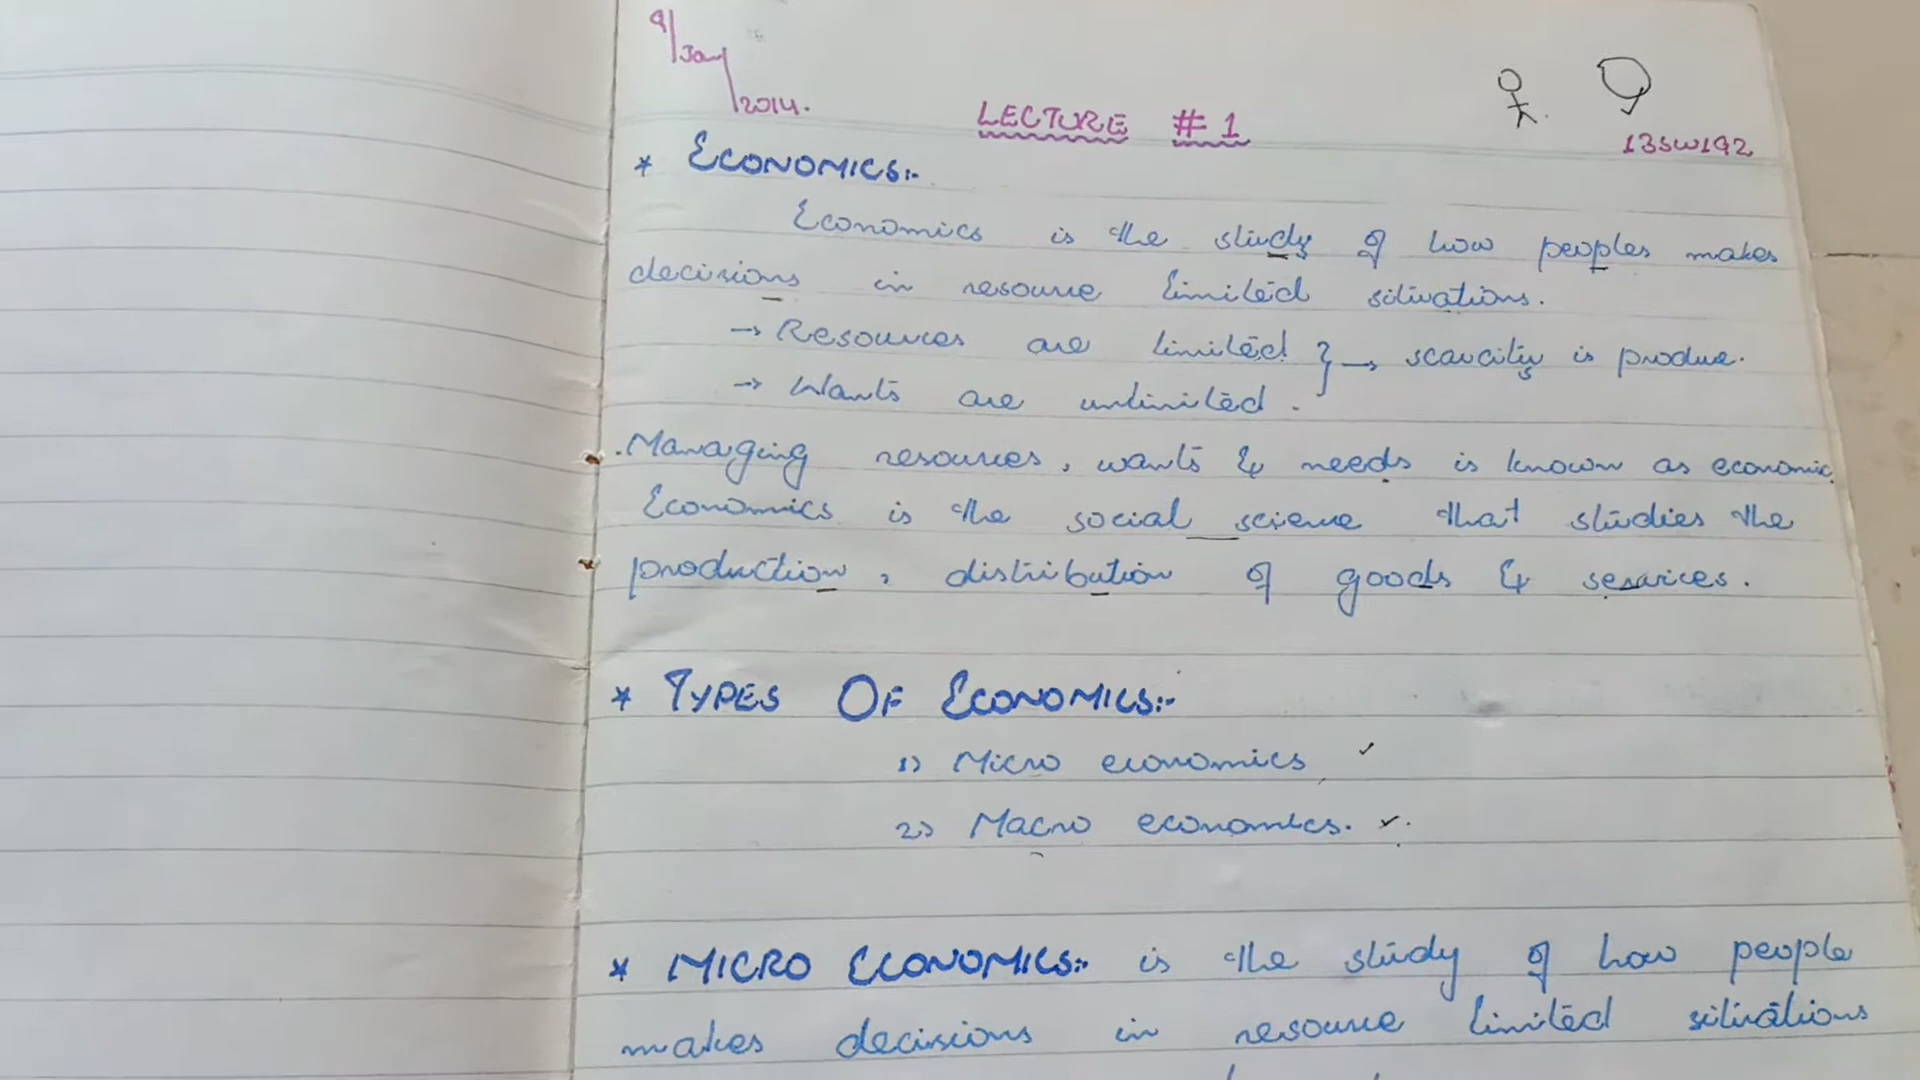 9/Jan/2014.
LECTURE # 1
13SW192
* ECONOMICS:-
Economics is the study of how peoples makes
decisions in resource limited situations.
→ Resources are limited } → scarcity is produce.
→ Wants are unlimited.
. Managing resources, wants & needs is known as economic
Economics is the social science that studies the
production, distribution of goods & services.
* TYPES OF ECONOMICS:-
1) Micro economics ✓
2) Macro economics. ✓.
* MICRO ECONOMICS:- is the study of how people
makes decisions in resource limited situations